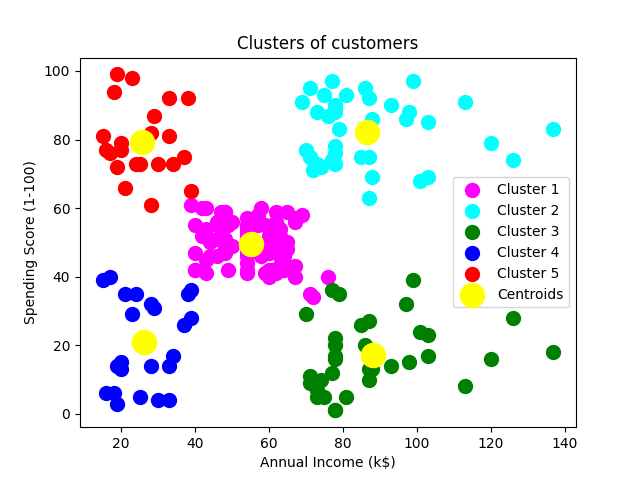 Clusters of customers
100
80
60
40
20
0
Spending Score (1-100)
Cluster 1
Cluster 2
Cluster 3
Cluster 4
Cluster 5
Centroids
20 40 60 80 100 120 140
Annual Income (k$)